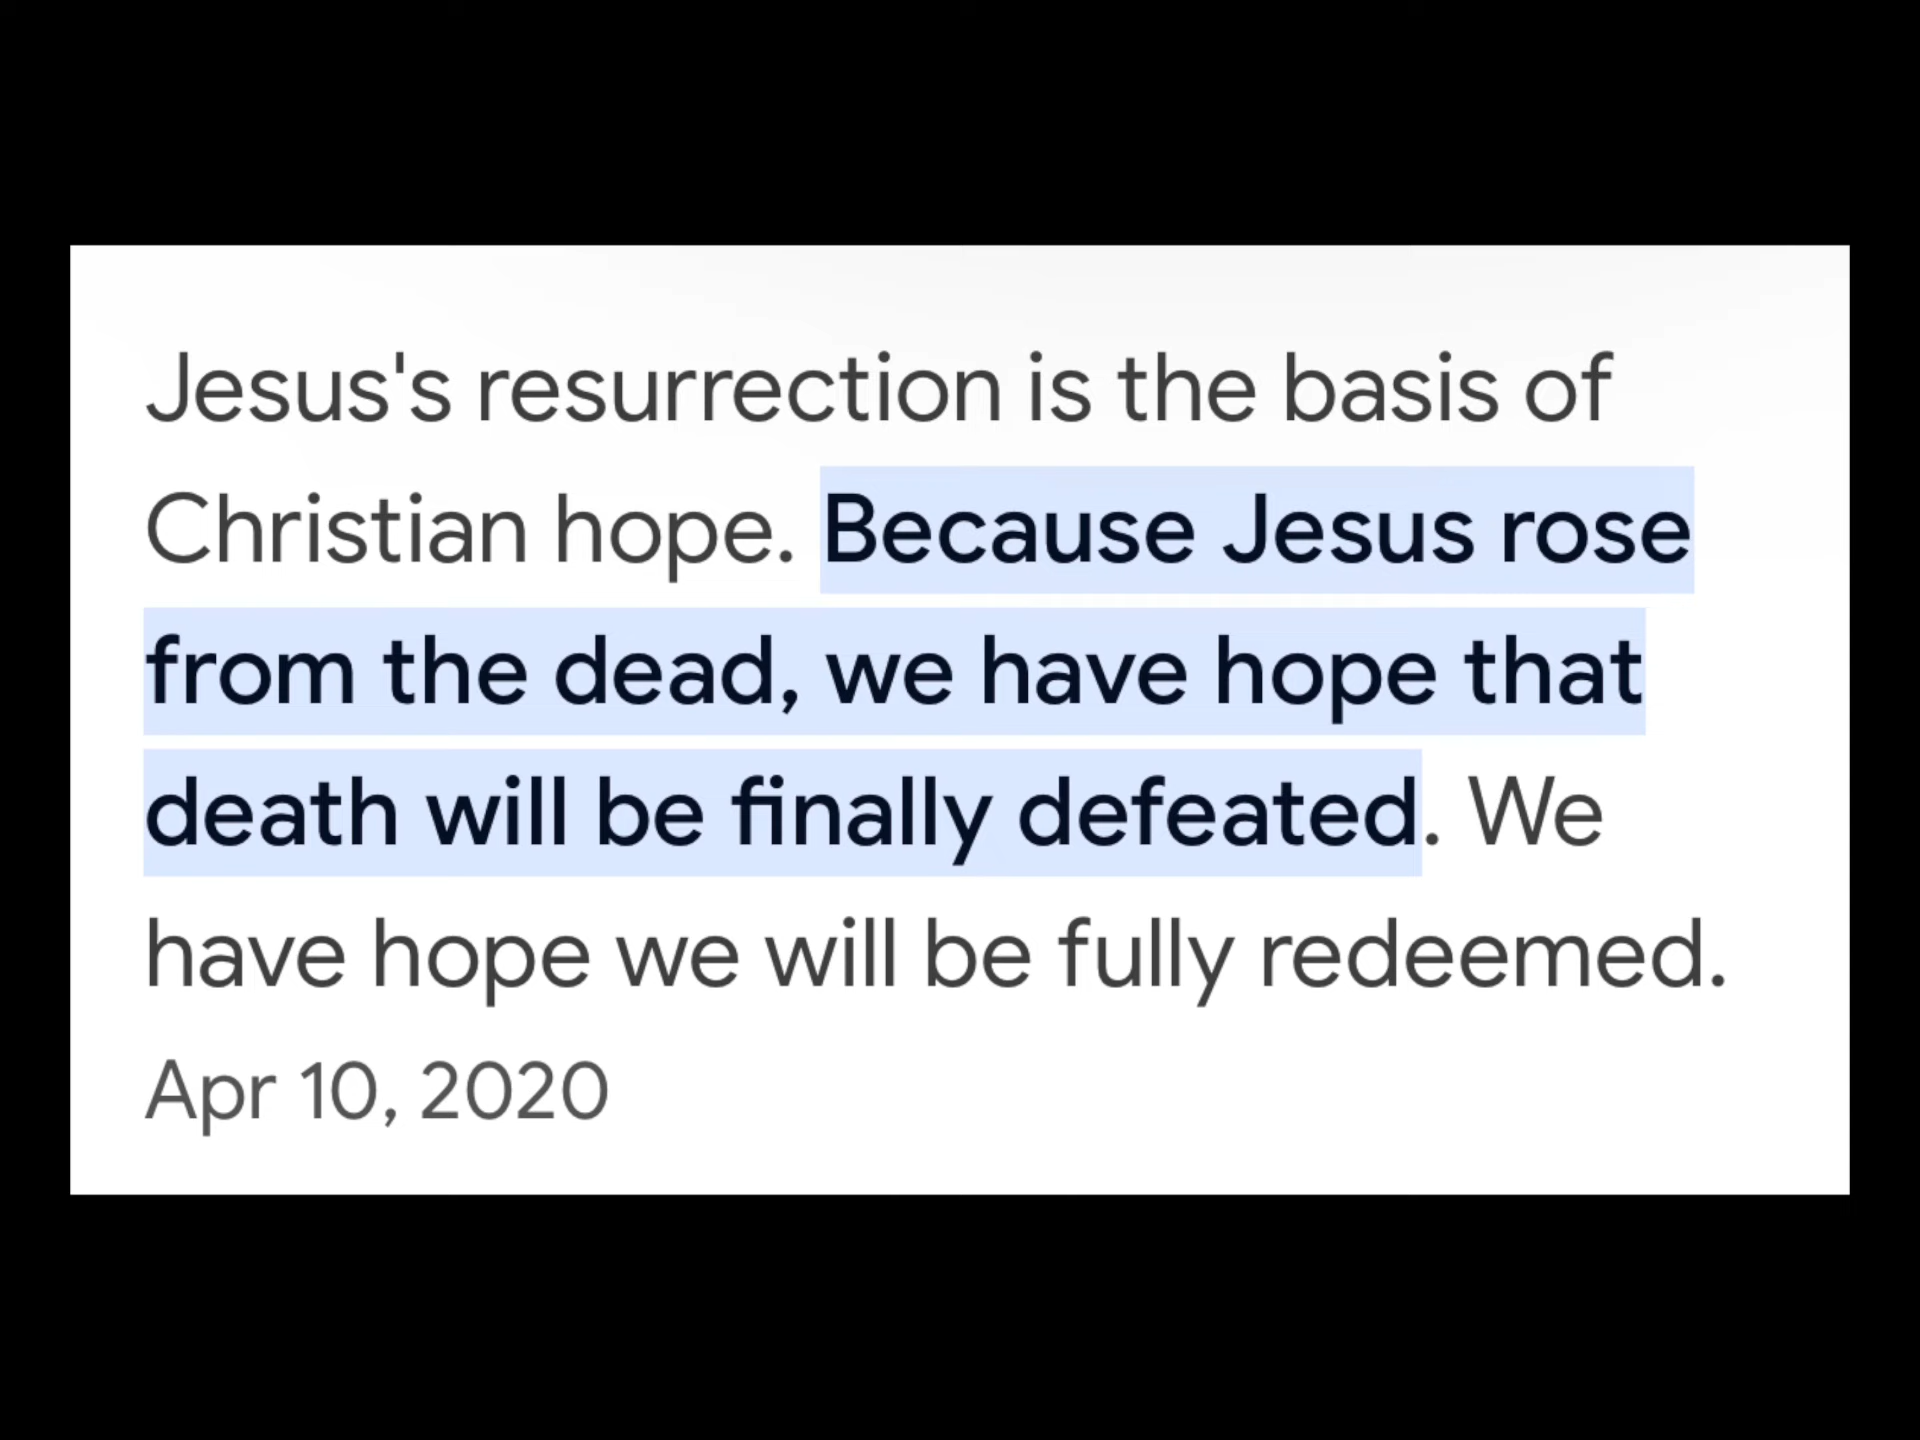 Jesus's resurrection is the basis of
Christian hope. Because Jesus rose
from the dead, we have hope that
death will be finally defeated. We
have hope we will be fully redeemed.
Apr 10, 2020